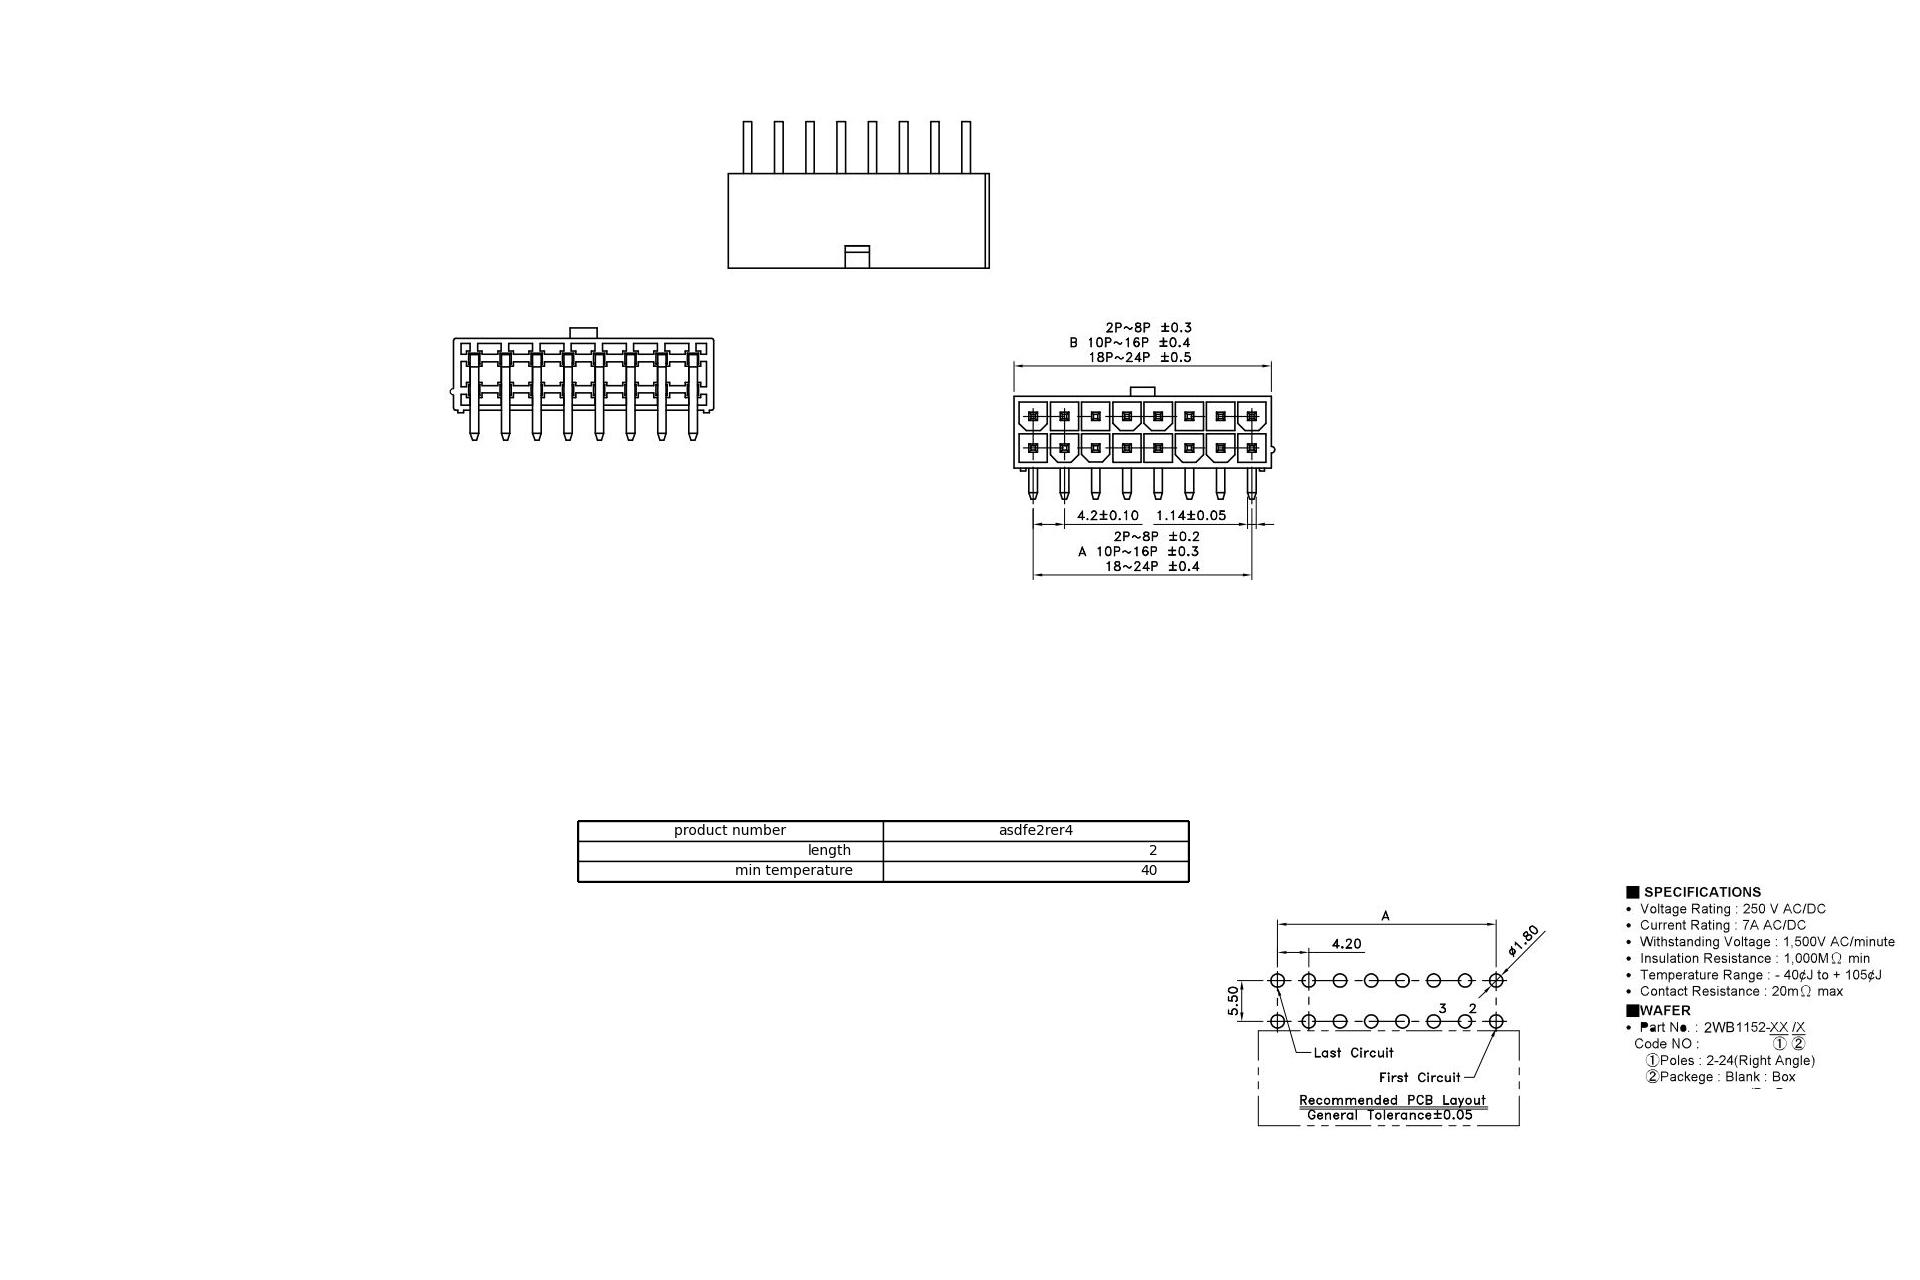 2P~8P ±0.3
B 10P~16P ±0.4
18P~24P ±0.5
4.2±0.10 1.14±0.05
2P~8P ±0.2
A 10P~16P ±0.3
18~24P ±0.4
product number asdfe2rer4
length 2
min temperature 40
A
4.20
ø1.80
5.50
3 2
Last Circuit
First Circuit
Recommended PCB Layout
General Tolerance±0.05
■ SPECIFICATIONS
• Voltage Rating : 250 V AC/DC
• Current Rating : 7A AC/DC
• Withstanding Voltage : 1,500V AC/minute
• Insulation Resistance : 1,000MΩ min
• Temperature Range : - 40¢J to + 105¢J
• Contact Resistance : 20mΩ max
■WAFER
• Part No. : 2WB1152-XX /X
Code NO : ① ②
①Poles : 2-24(Right Angle)
②Packege : Blank : Box